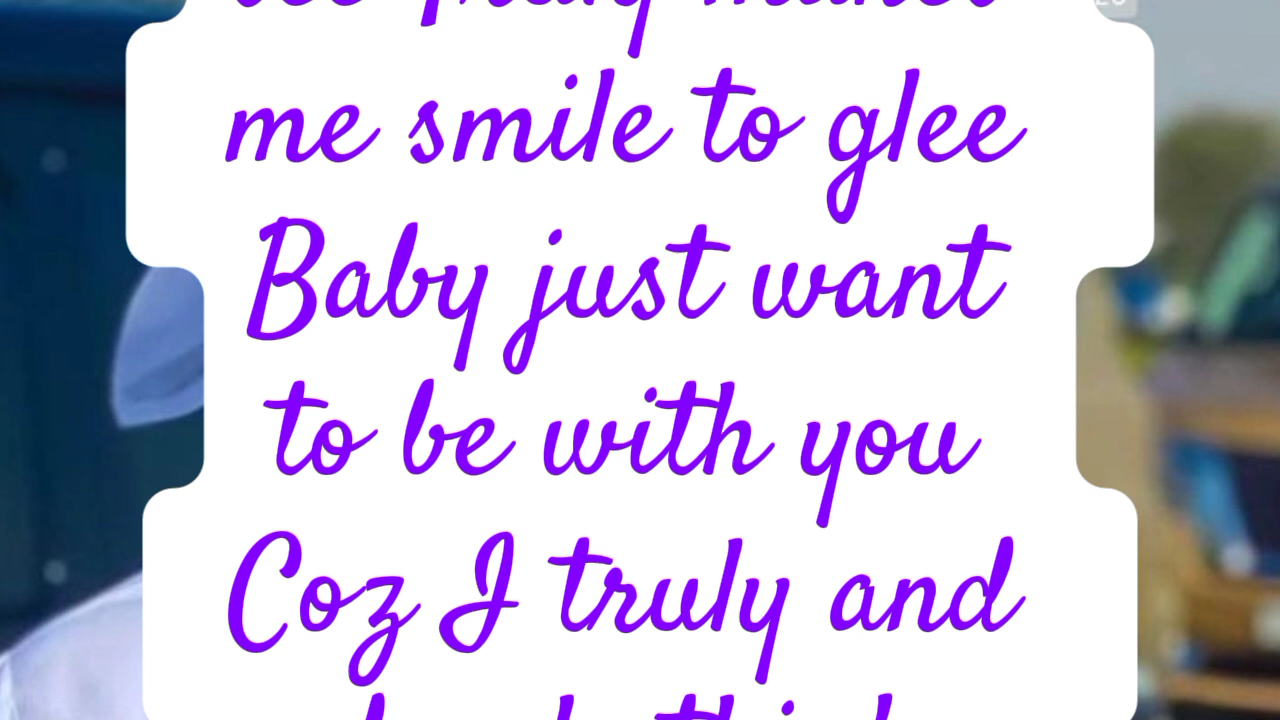 me smile to glee
Baby just want
to be with you
Coz I truly and